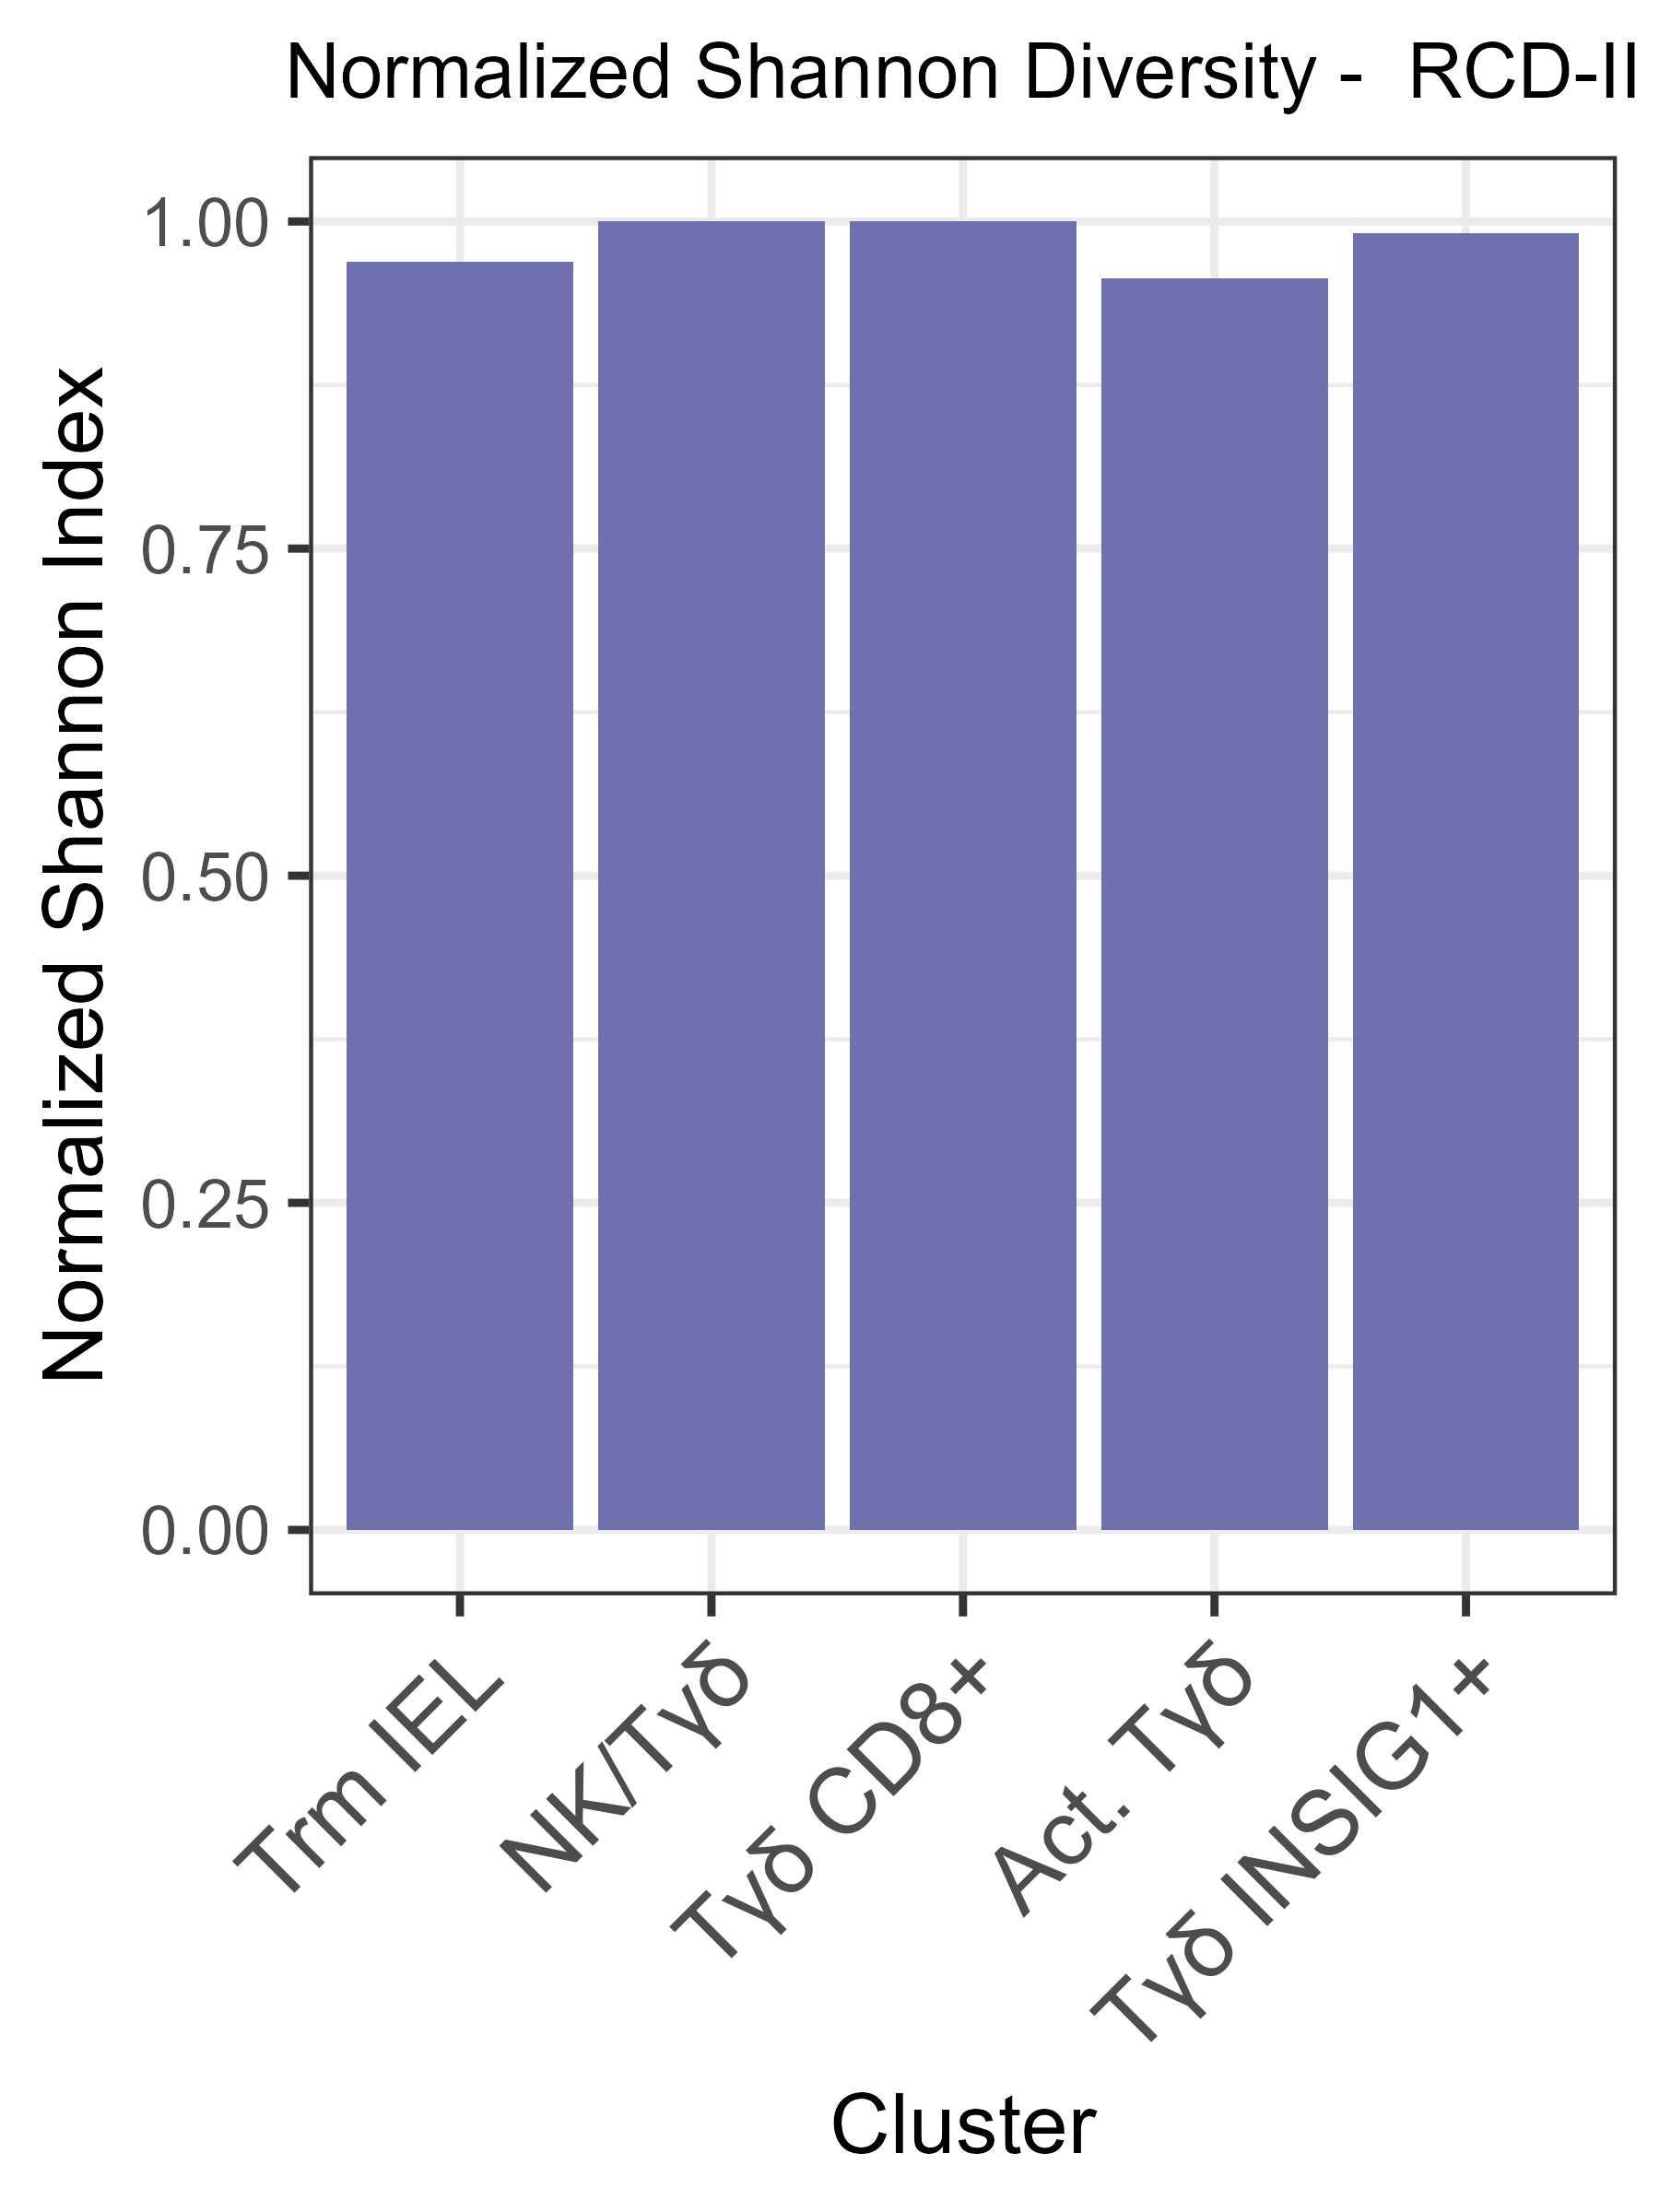 Normalized Shannon Diversity -  RCD-II
Normalized Shannon Index
1.00
0.75
0.50
0.25
0.00
Trm IEL
NK/Tγδ
Tγδ CD8+
Act. Tγδ
Tγδ INSIG1+
Cluster